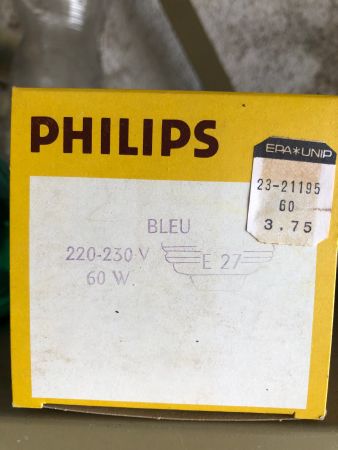 PHILIPS
EPA*UNIP
23-21195
60
3.75
BLEU
220-230 V
60 W
E 27